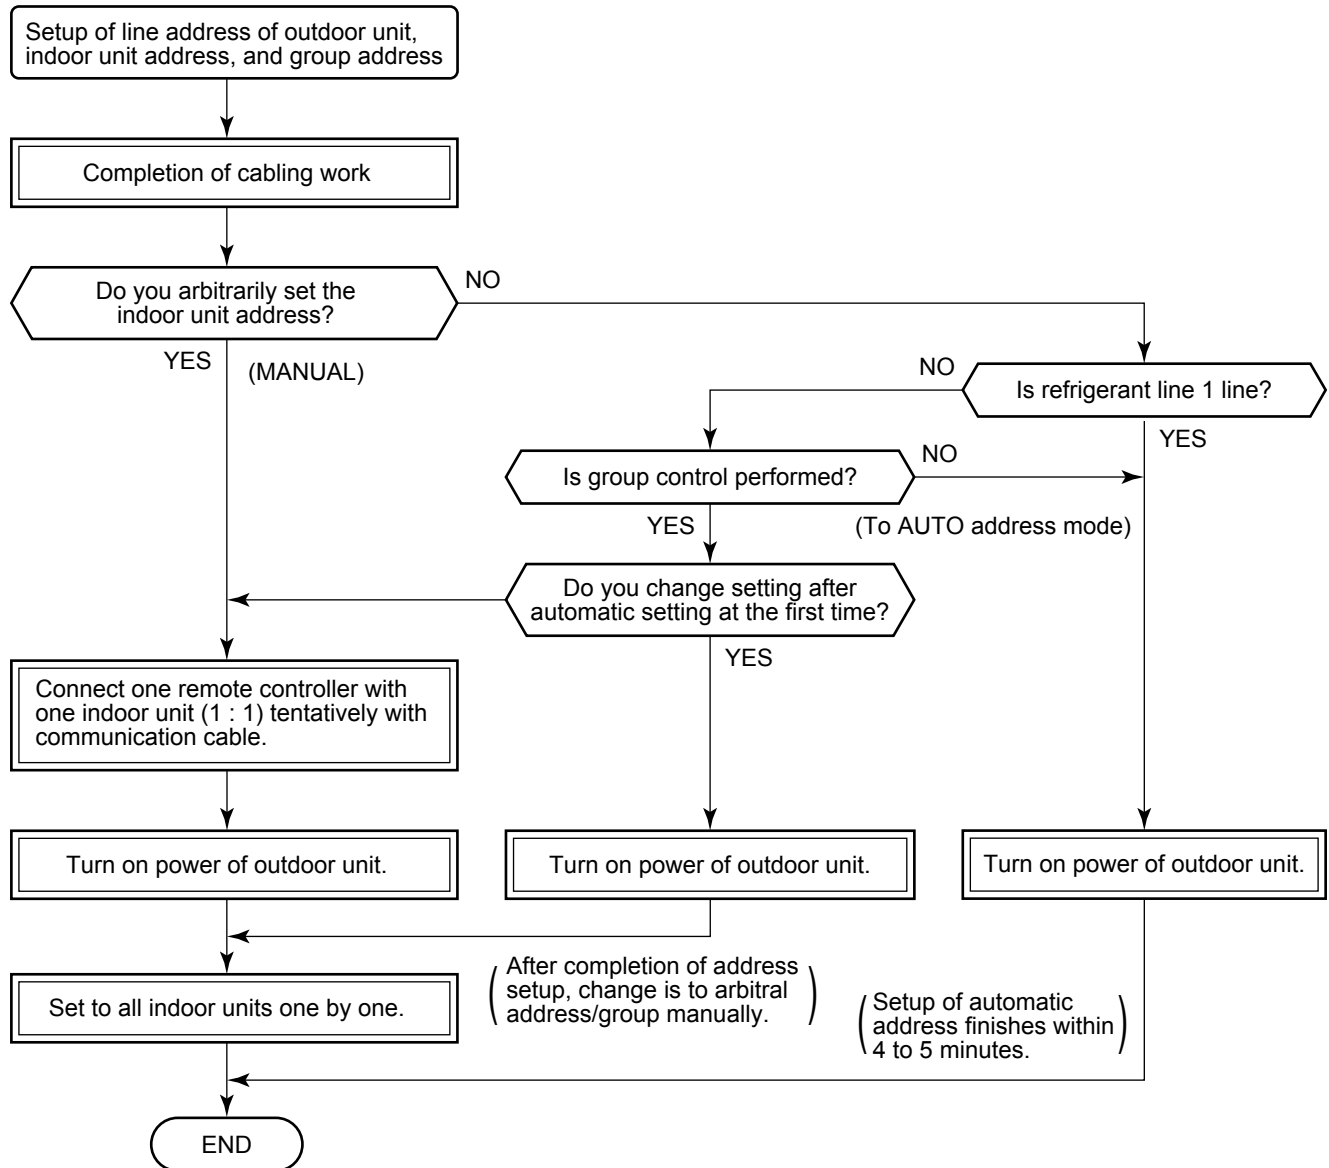 Setup of line address of outdoor unit,
indoor unit address, and group address
Completion of cabling work
Do you arbitrarily set the
indoor unit address?
NO
YES
(MANUAL)
NO
Is refrigerant line 1 line?
YES
Is group control performed?
NO
YES
(To AUTO address mode)
Do you change setting after
automatic setting at the first time?
YES
Connect one remote controller with
one indoor unit (1 : 1) tentatively with
communication cable.
Turn on power of outdoor unit.
Turn on power of outdoor unit.
Turn on power of outdoor unit.
After completion of address
setup, change is to arbitral
address/group manually.
Set to all indoor units one by one.
Setup of automatic
address finishes within
4 to 5 minutes.
END